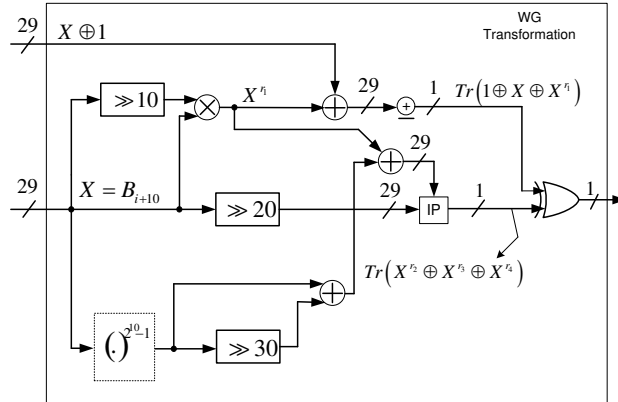 WG
Transformation
29
X ⊕ 1
≫10
⊗
X^{r_1}
⊕
29
±
1
Tr(1 ⊕ X ⊕ X^{r_1})
29
X = B_{i+10}
≫20
29
⊕
29
IP
1
1
Tr(X^{r_2} ⊕ X^{r_3} ⊕ X^{r_4})
⊕
(.)^{2^{10}-1}
≫30